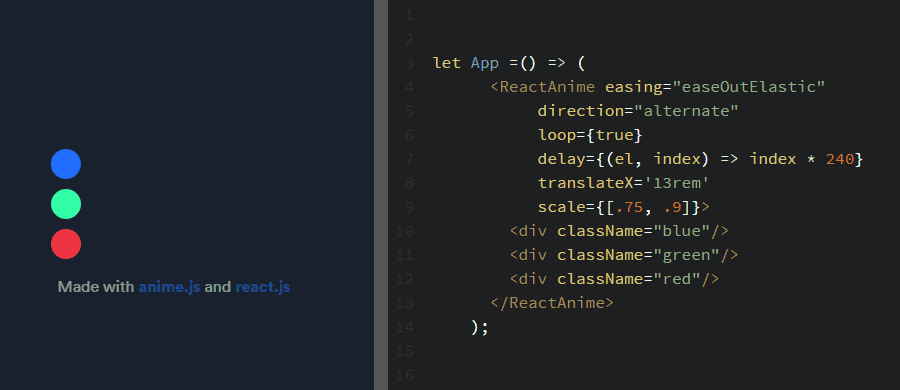 Made with anime.js and react.js
1
2
3 let App =() => (
4 <ReactAnime easing="easeOutElastic"
5 direction="alternate"
6 loop={true}
7 delay={(el, index) => index * 240}
8 translateX='13rem'
9 scale={[.75, .9]}>
10 <div className="blue"/>
11 <div className="green"/>
12 <div className="red"/>
13 </ReactAnime>
14 );
15
16